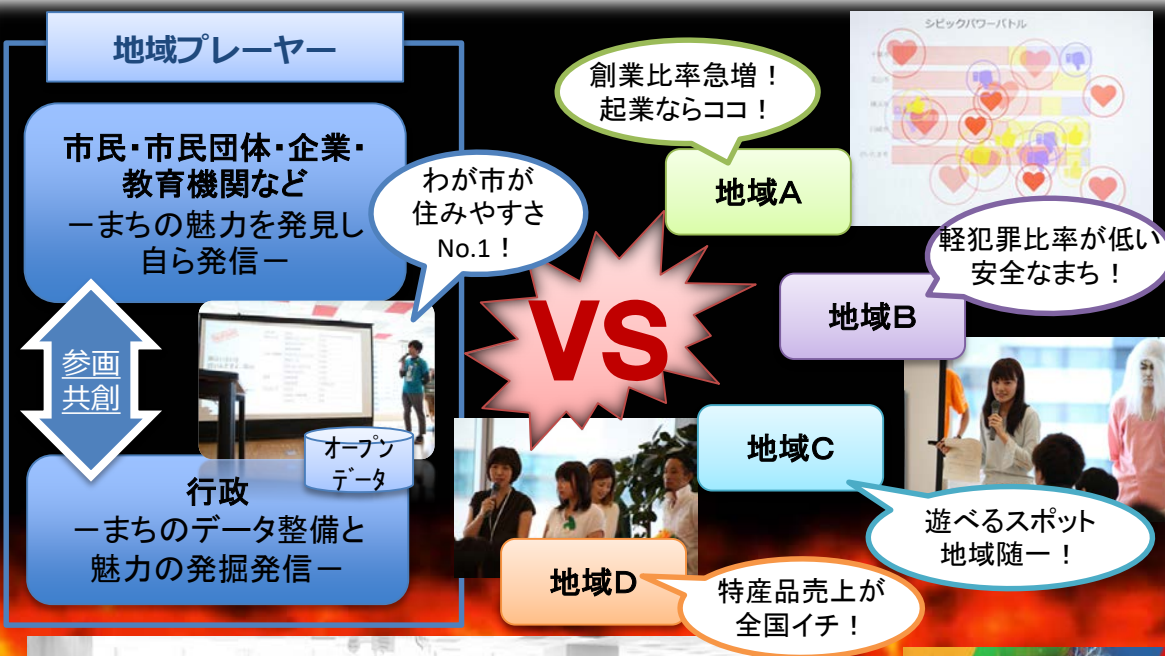 地域プレーヤー
市民・市民団体・企業・
教育機関など
－まちの魅力を発見し
自ら発信－
参画
共創
行政
－まちのデータ整備と
魅力の発掘発信－
オープン
データ
わが市が
住みやすさ
No.1！
VS
創業比率急増！
起業ならココ！
地域A
シビックパワーバトル
軽犯罪比率が低い
安全なまち！
地域B
地域C
遊べるスポット
地域随一！
地域D
特産品売上が
全国イチ！